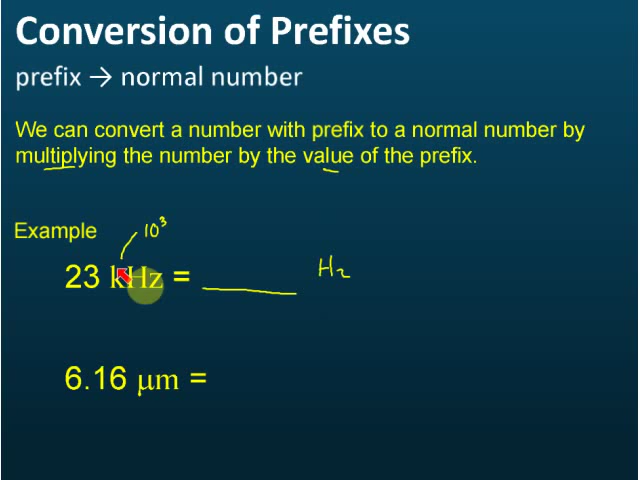 Conversion of Prefixes
prefix → normal number
We can convert a number with prefix to a normal number by
multiplying the number by the value of the prefix.
Example
10³
23 kHz = ______ Hz
6.16 μm =